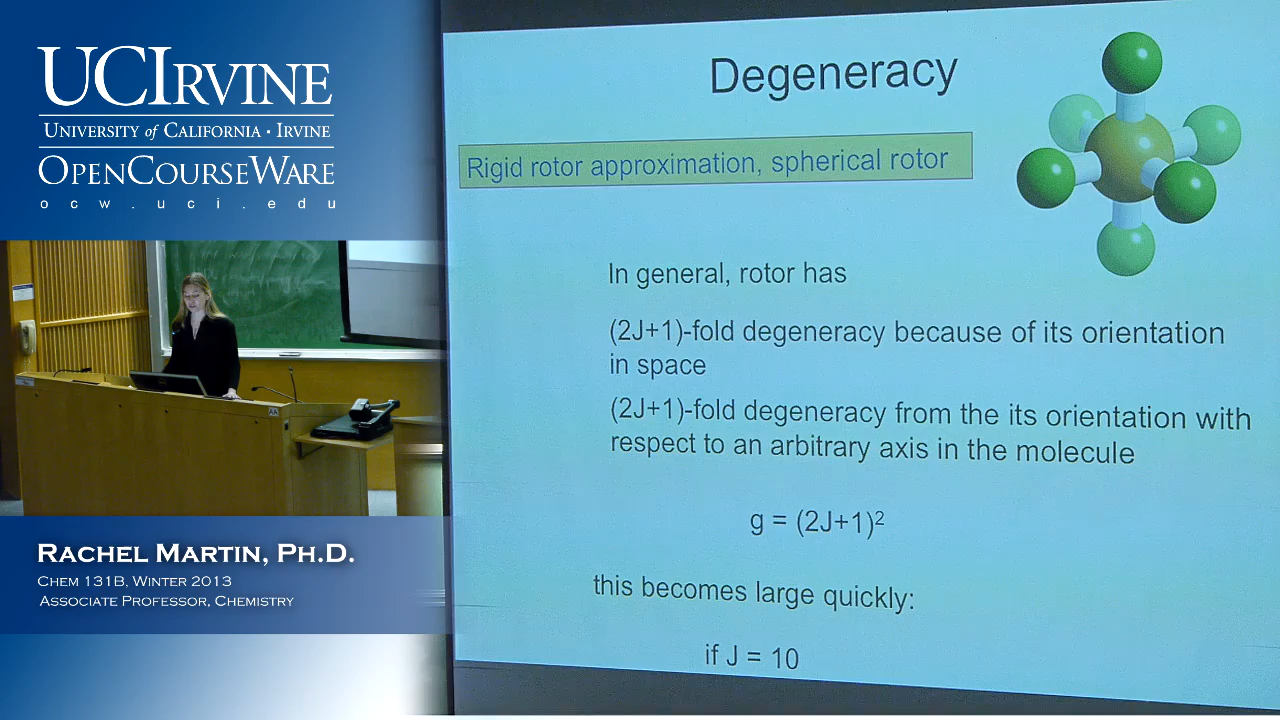 UCIRVINE
UNIVERSITY of CALIFORNIA · IRVINE
OPENCOURSEWARE
ocw.uci.edu
RACHEL MARTIN, PH.D.
CHEM 131B, WINTER 2013
ASSOCIATE PROFESSOR, CHEMISTRY
Degeneracy
Rigid rotor approximation, spherical rotor
In general, rotor has
(2J+1)-fold degeneracy because of its orientation
in space
(2J+1)-fold degeneracy from the its orientation with
respect to an arbitrary axis in the molecule
g = (2J+1)²
this becomes large quickly:
if J = 10